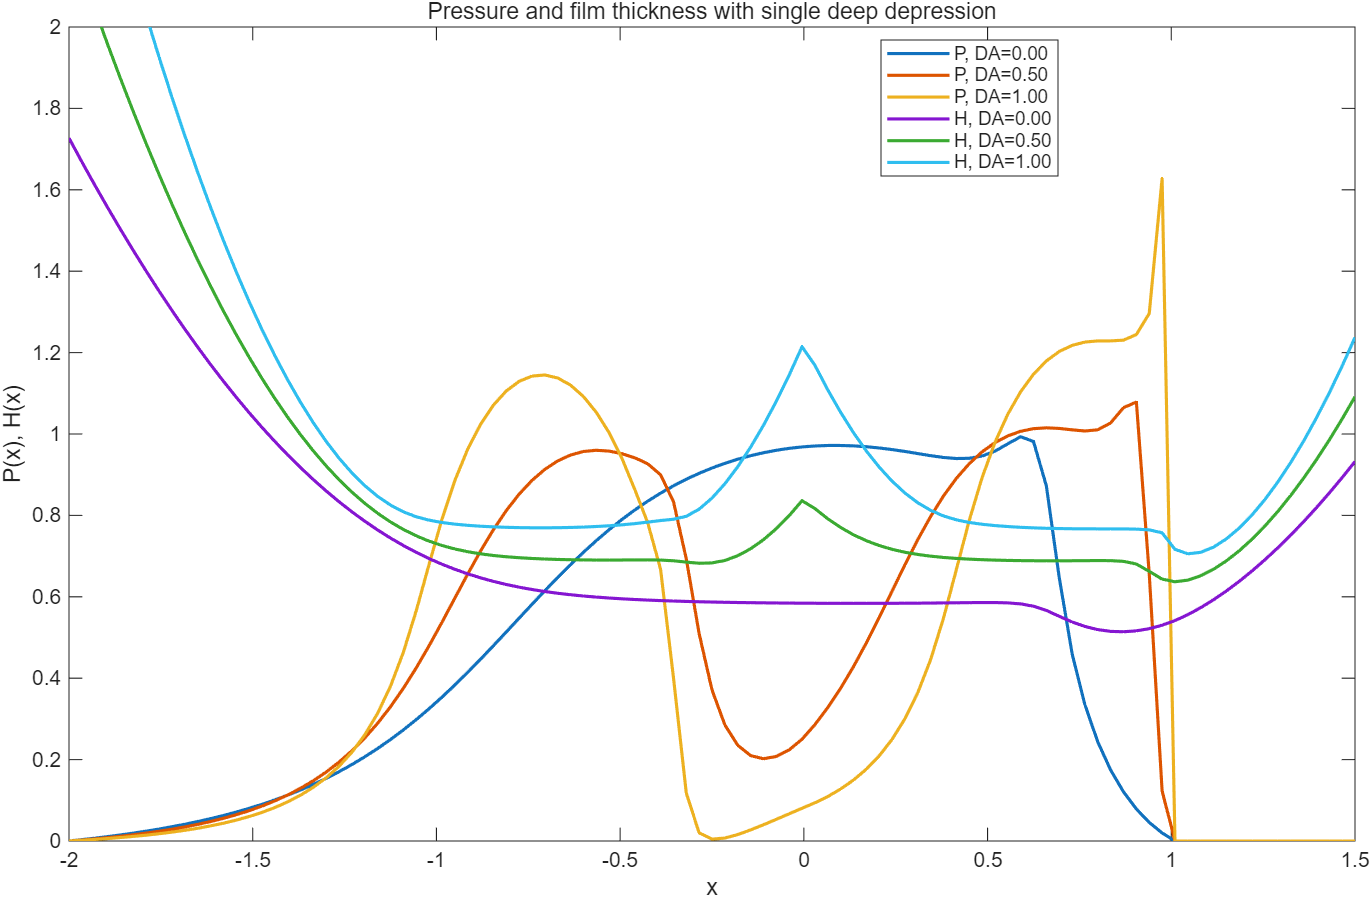 Pressure and film thickness with single deep depression
P, DA=0.00
P, DA=0.50
P, DA=1.00
H, DA=0.00
H, DA=0.50
H, DA=1.00
P(x), H(x)
2
1.8
1.6
1.4
1.2
1
0.8
0.6
0.4
0.2
0
-2 -1.5 -1 -0.5 0 0.5 1 1.5
x